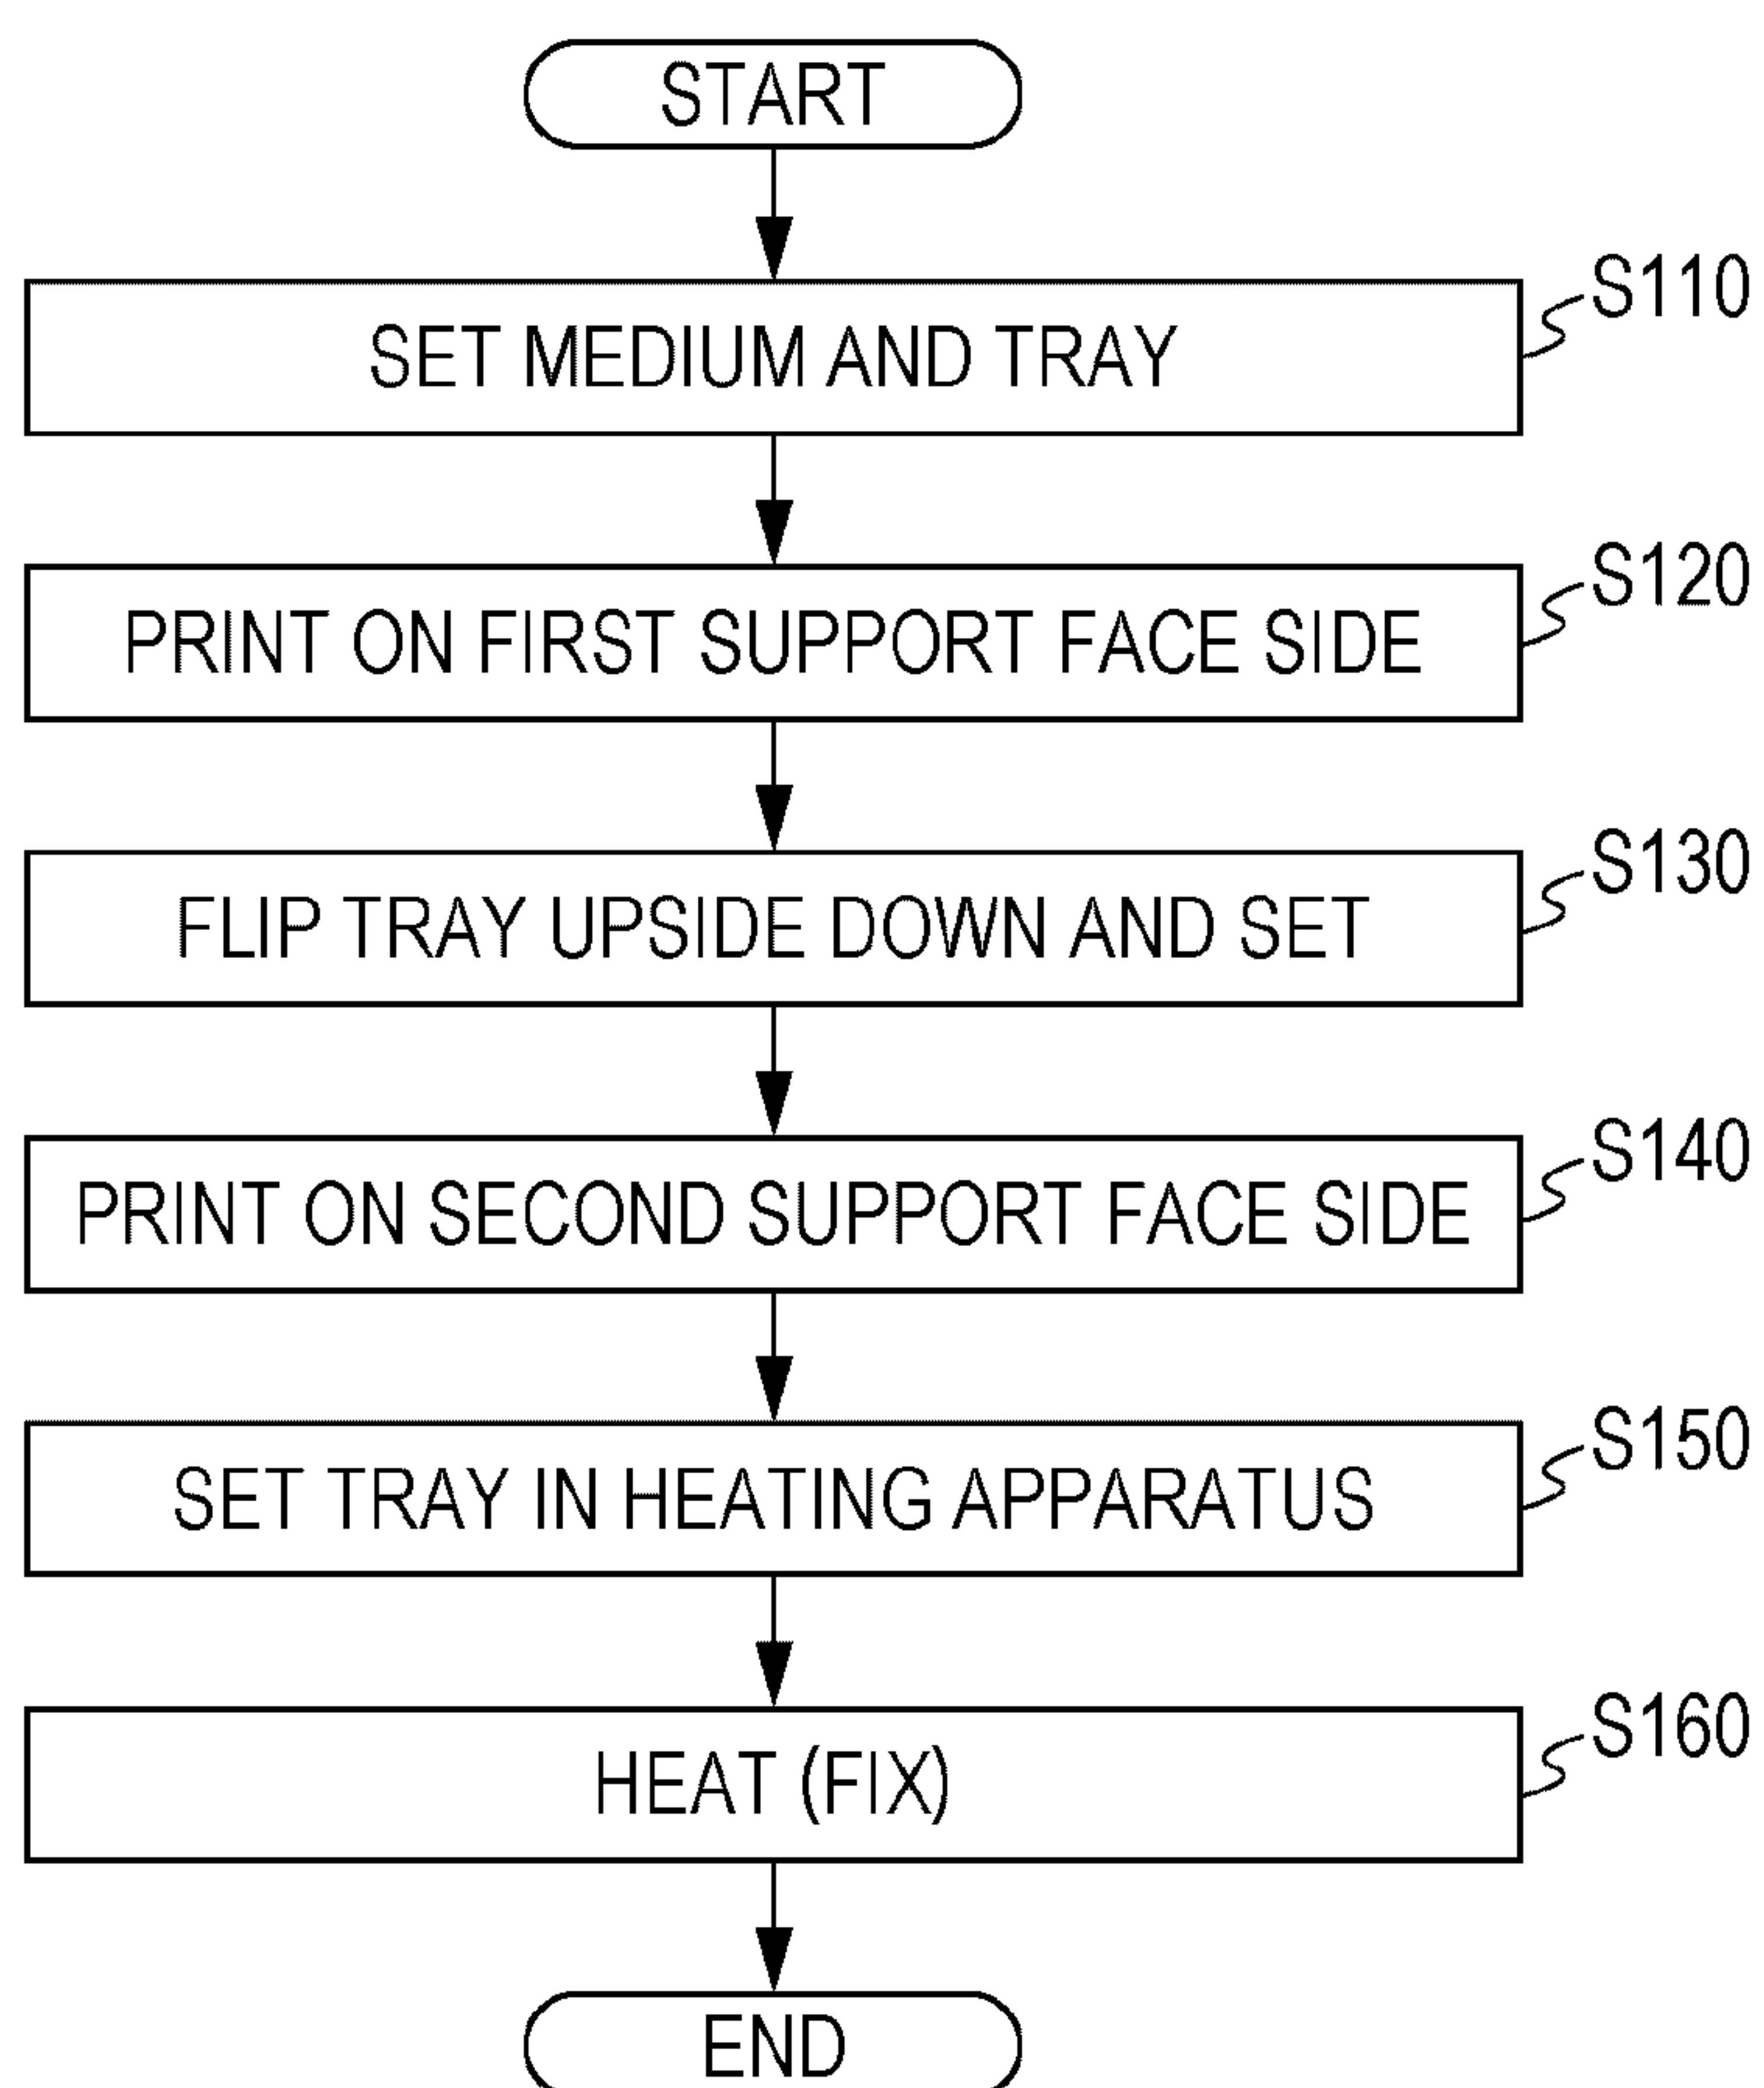 START
S110
SET MEDIUM AND TRAY
S120
PRINT ON FIRST SUPPORT FACE SIDE
S130
FLIP TRAY UPSIDE DOWN AND SET
S140
PRINT ON SECOND SUPPORT FACE SIDE
S150
SET TRAY IN HEATING APPARATUS
S160
HEAT (FIX)
END